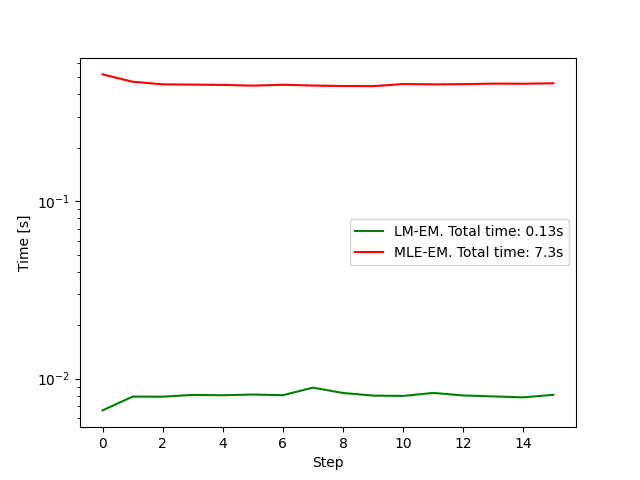 10⁻¹
10⁻²
Time [s]
LM-EM. Total time: 0.13s
MLE-EM. Total time: 7.3s
0 2 4 6 8 10 12 14
Step